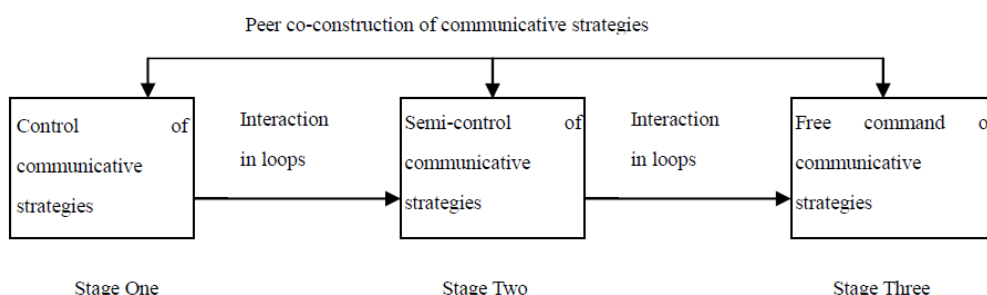 Peer co-construction of communicative strategies
Control of
communicative
strategies
Interaction
in loops
Semi-control of
communicative
strategies
Interaction
in loops
Free command o
communicative
strategies
Stage One
Stage Two
Stage Three